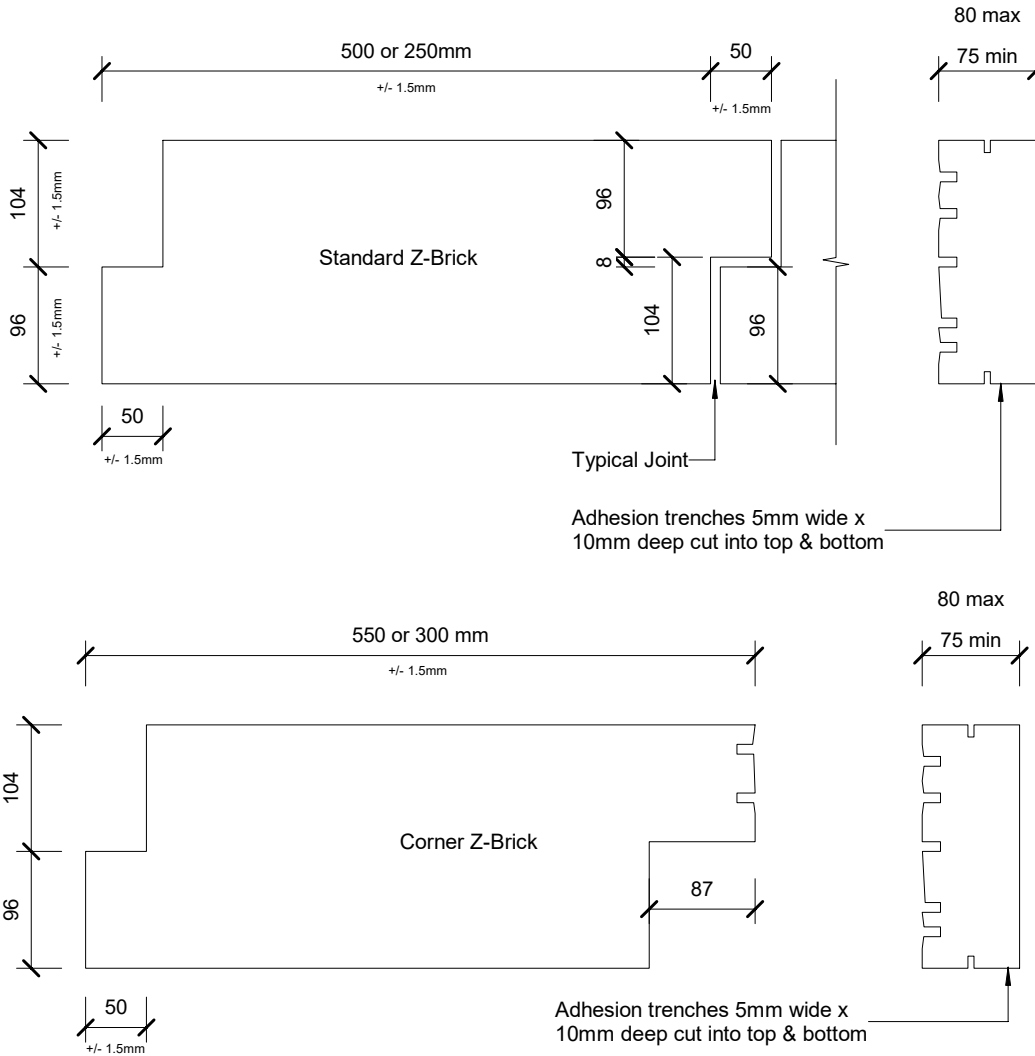 80 max
500 or 250mm
50
75 min
+/- 1.5mm
+/- 1.5mm
104
+/- 1.5mm
96
Standard Z-Brick
8
96
+/- 1.5mm
104
96
50
+/- 1.5mm
Typical Joint
Adhesion trenches 5mm wide x
10mm deep cut into top & bottom
80 max
550 or 300 mm
75 min
+/- 1.5mm
104
Corner Z-Brick
96
87
50
+/- 1.5mm
Adhesion trenches 5mm wide x
10mm deep cut into top & bottom